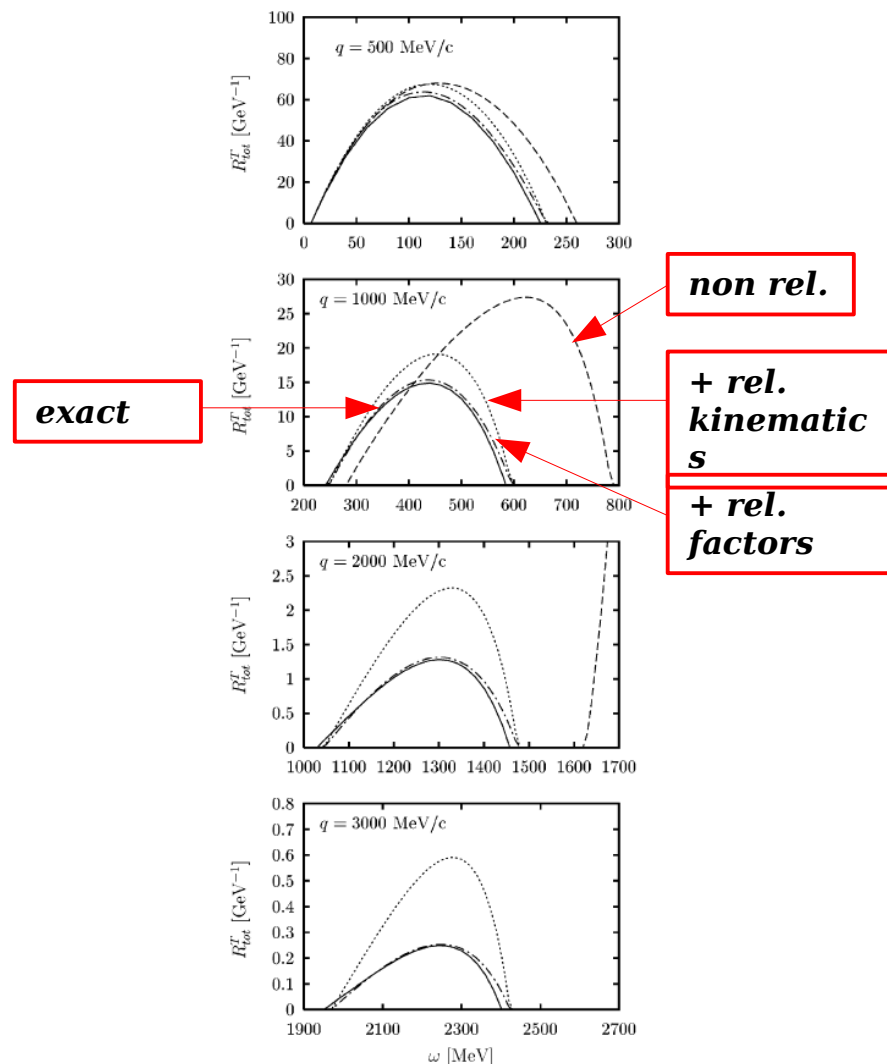 100
80
60
40
20
0
q = 500 MeV/c
R^T_tot [GeV⁻¹]
0 50 100 150 200 250 300
non rel.
30
25
20
15
10
5
0
q = 1000 MeV/c
R^T_tot [GeV⁻¹]
200 300 400 500 600 700 800
exact
+ rel.
kinematic
s
+ rel.
factors
3
2.5
2
1.5
1
0.5
0
q = 2000 MeV/c
R^T_tot [GeV⁻¹]
1000 1100 1200 1300 1400 1500 1600 1700
0.8
0.7
0.6
0.5
0.4
0.3
0.2
0.1
0
q = 3000 MeV/c
R^T_tot [GeV⁻¹]
1900 2100 2300 2500 2700
ω [MeV]